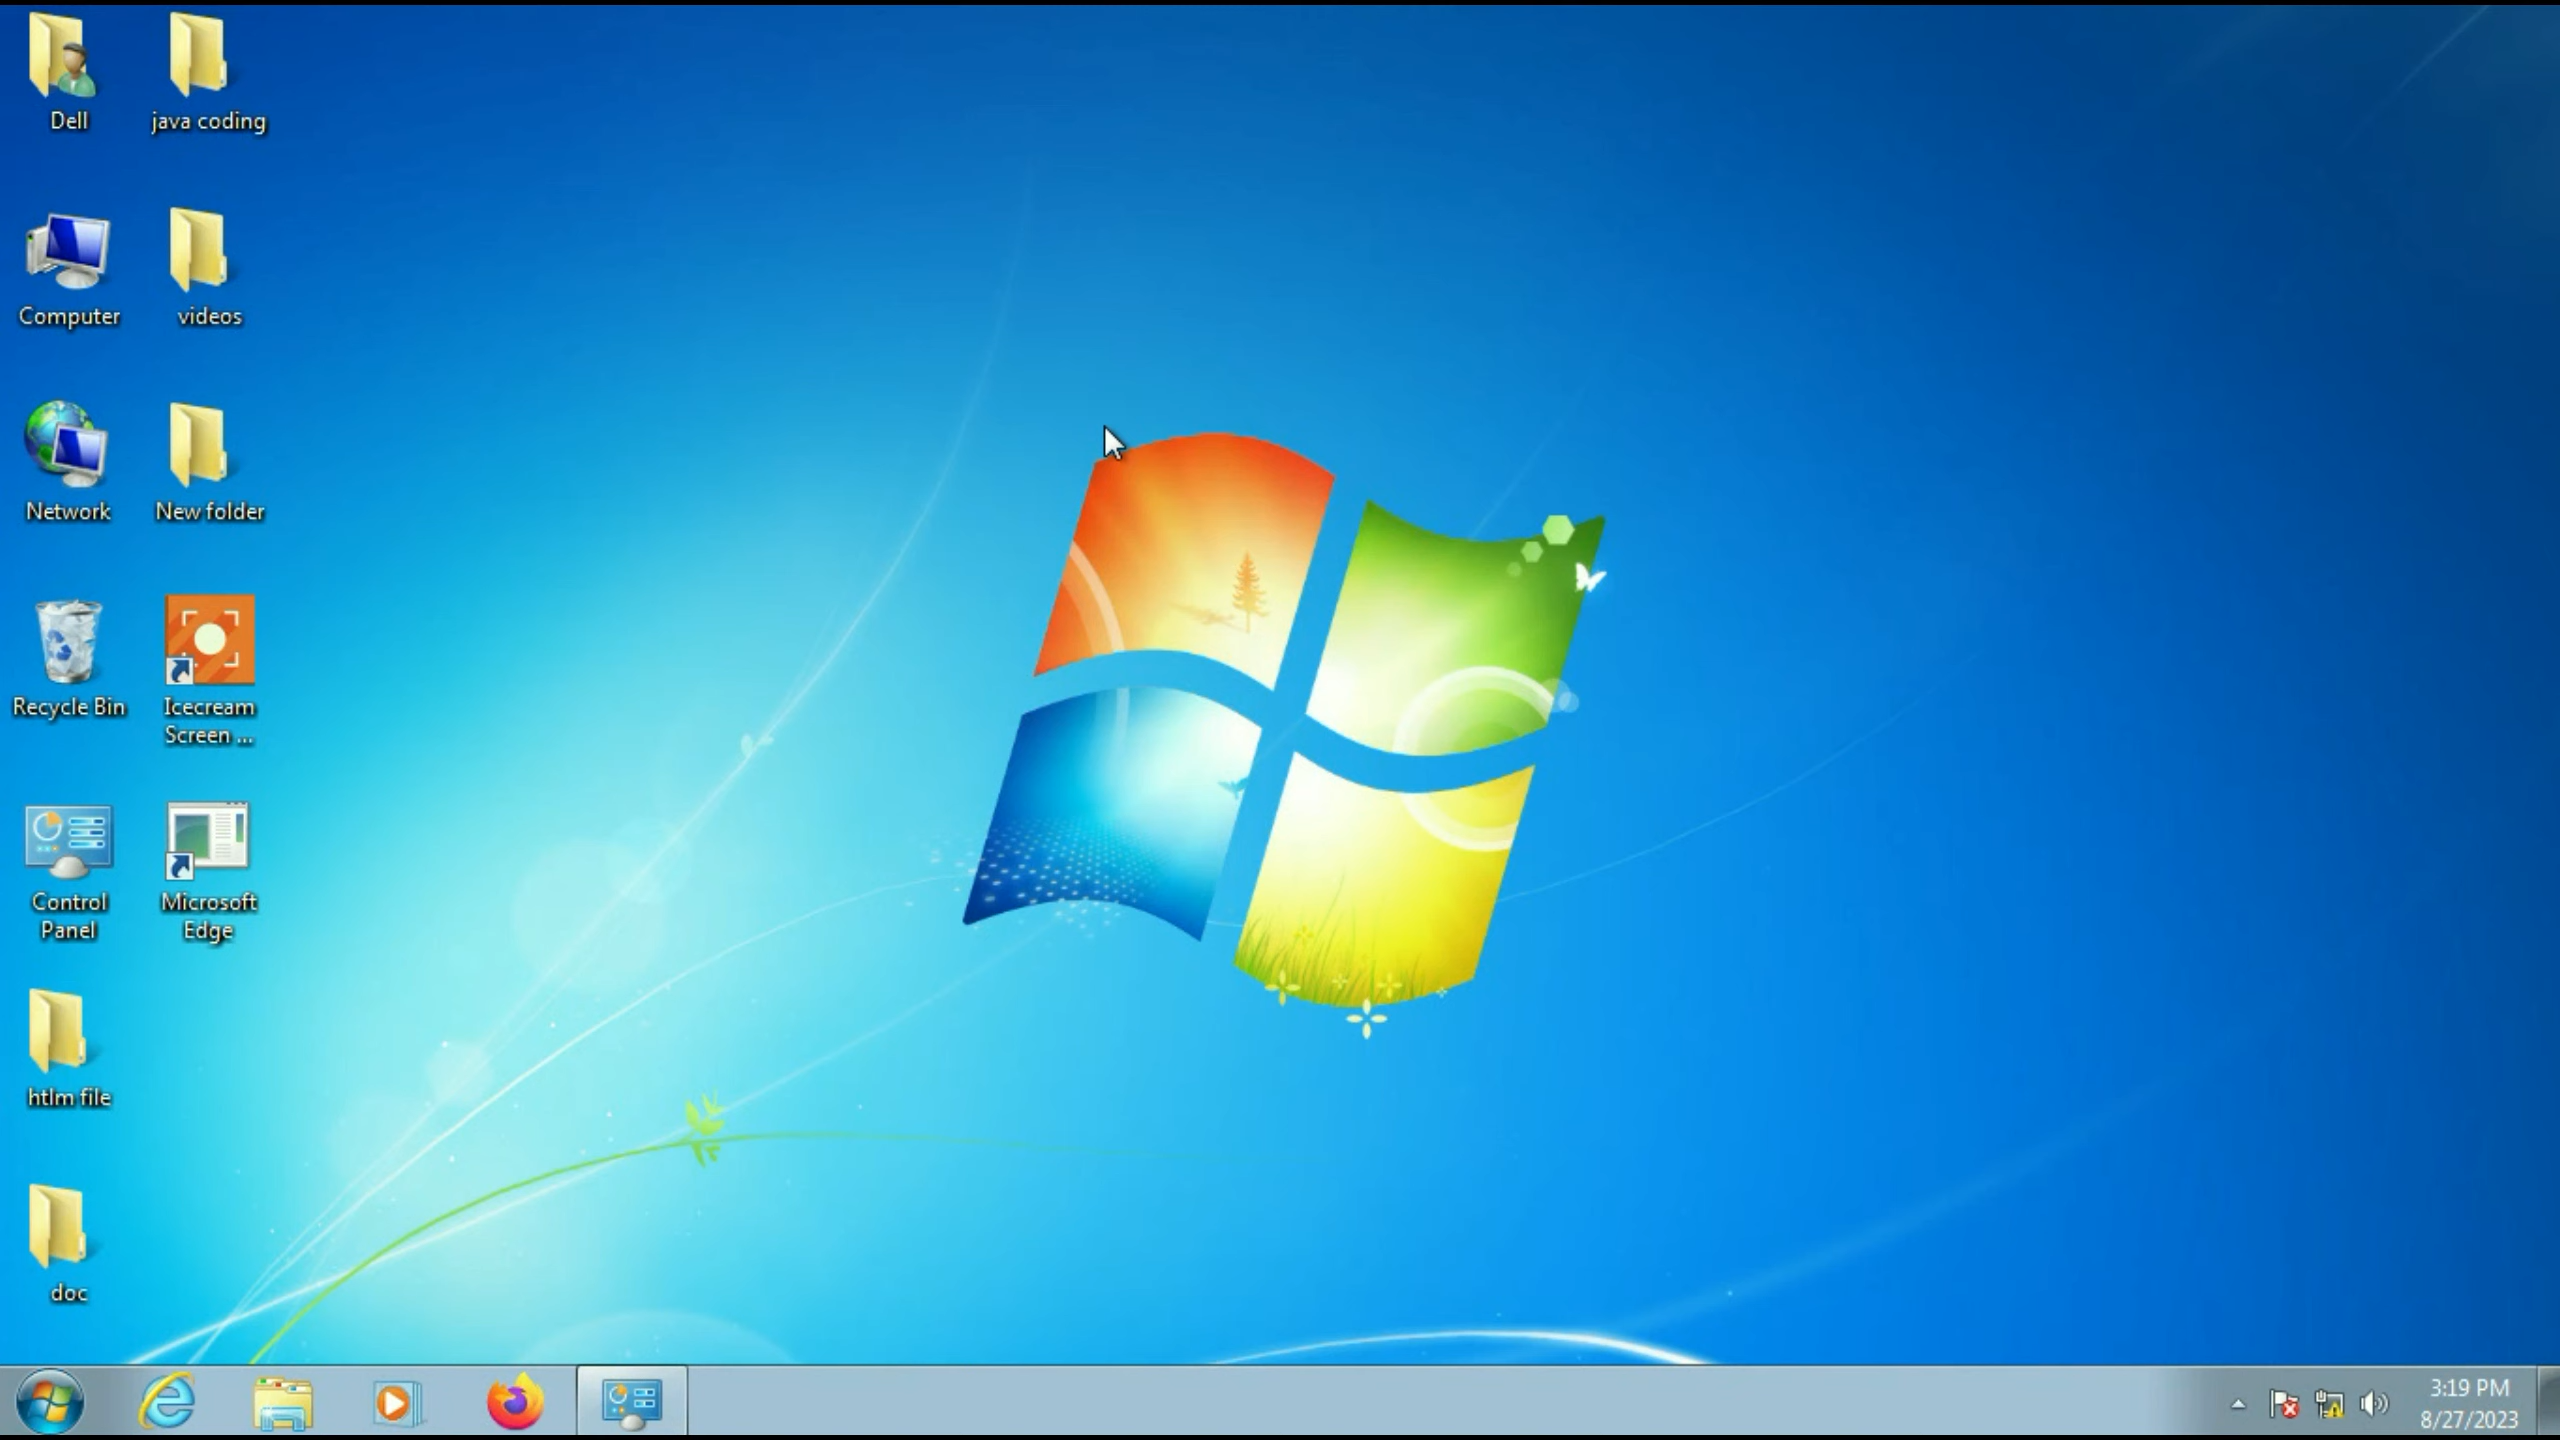 Dell
java coding
Computer
videos
Network
New folder
Recycle Bin
Icecream
Screen ...
Control
Panel
Microsoft
Edge
htlm file
doc
3:19 PM
8/27/2023